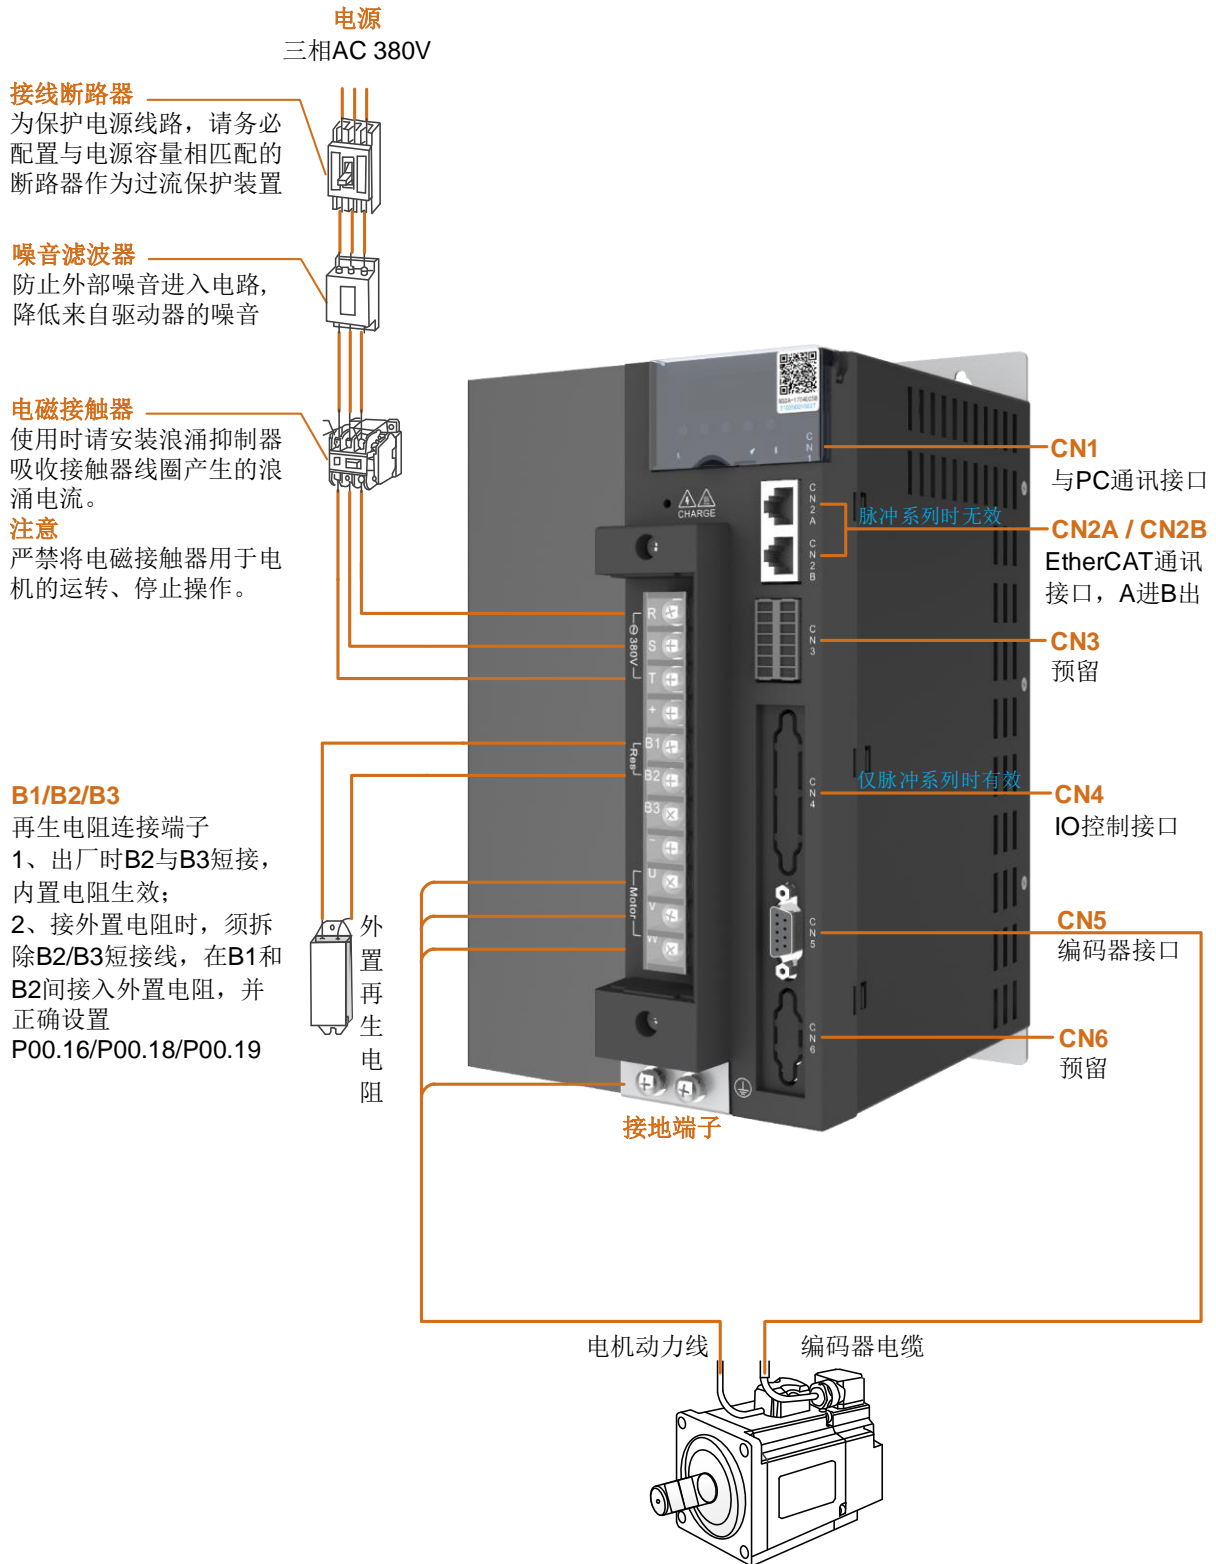 电源
三相AC 380V
接线断路器
为保护电源线路，请务必
配置与电源容量相匹配的
断路器作为过流保护装置
噪音滤波器
防止外部噪音进入电路,
降低来自驱动器的噪音
电磁接触器
使用时请安装浪涌抑制器
吸收接触器线圈产生的浪
涌电流。
注意
严禁将电磁接触器用于电
机的运转、停止操作。
B1/B2/B3
再生电阻连接端子
1、出厂时B2与B3短接，
内置电阻生效；
2、接外置电阻时，须拆
除B2/B3短接线，在B1和
B2间接入外置电阻，并
正确设置
P00.16/P00.18/P00.19
外置再生电阻
CHARGE
R
S
T
380V
+
B1
B2
Res
B3
-
U
V
W
Motor
接地端子
CN1
CN2A
CN2B
CN3
CN4
CN5
CN6
CN1
与PC通讯接口
脉冲系列时无效
CN2A / CN2B
EtherCAT通讯
接口，A进B出
CN3
预留
仅脉冲系列时有效
CN4
IO控制接口
CN5
编码器接口
CN6
预留
电机动力线
编码器电缆